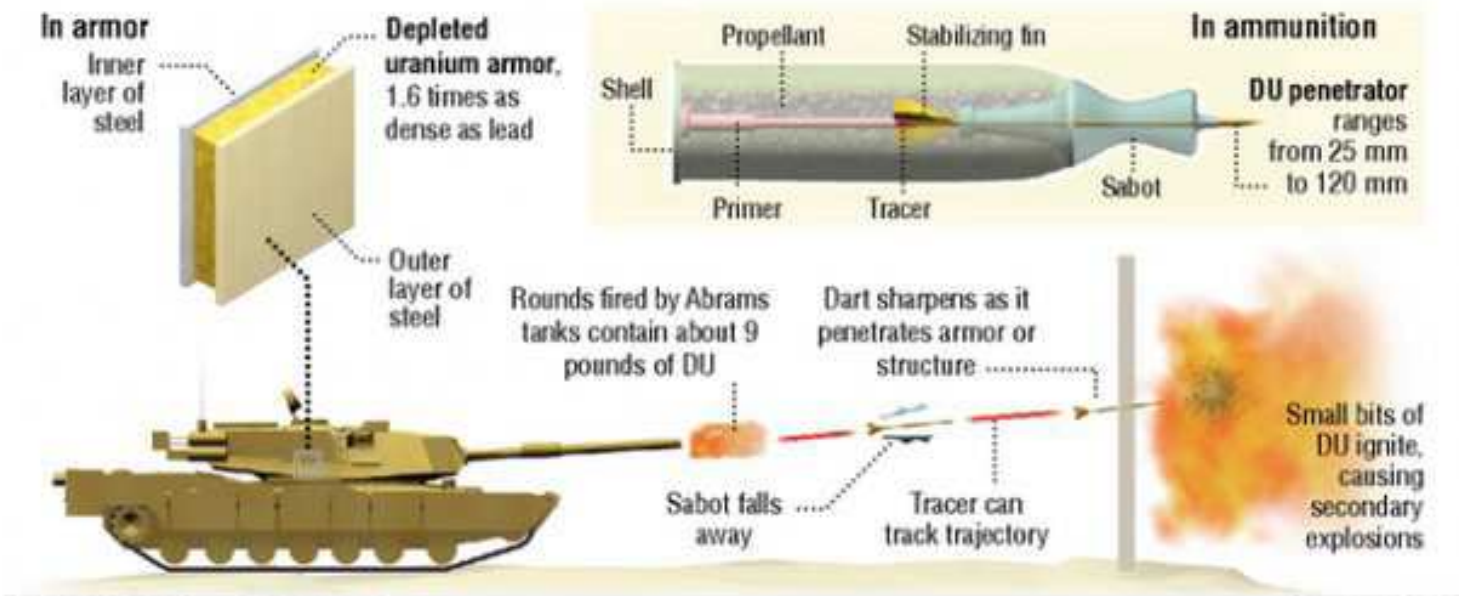 In armor
Inner
layer of
steel
Depleted
uranium armor,
1.6 times as
dense as lead
Outer
layer of
steel
In ammunition
Propellant
Stabilizing fin
Shell
Primer
Tracer
Sabot
DU penetrator
ranges
from 25 mm
to 120 mm
Rounds fired by Abrams
tanks contain about 9
pounds of DU
Dart sharpens as it
penetrates armor or
structure
Sabot falls
away
Tracer can
track trajectory
Small bits of
DU ignite,
causing
secondary
explosions